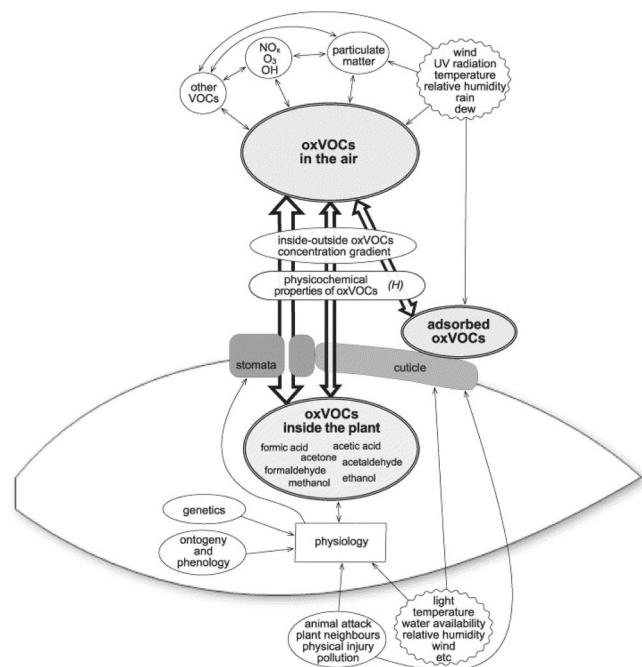 NOₓ
O₃
OH
particulate
matter
other
VOCs
wind
UV radiation
temperature
relative humidity
rain
dew
oxVOCs
in the air
inside-outside oxVOCs
concentration gradient
physicochemical
properties of oxVOCs (H)
adsorbed
oxVOCs
stomata
cuticle
oxVOCs
inside the plant
formic acid acetic acid
acetone
formaldehyde acetaldehyde
methanol ethanol
genetics
ontogeny
and
phenology
physiology
animal attack
plant neighbours
physical injury
pollution
light
temperature
water availability
relative humidity
wind
etc